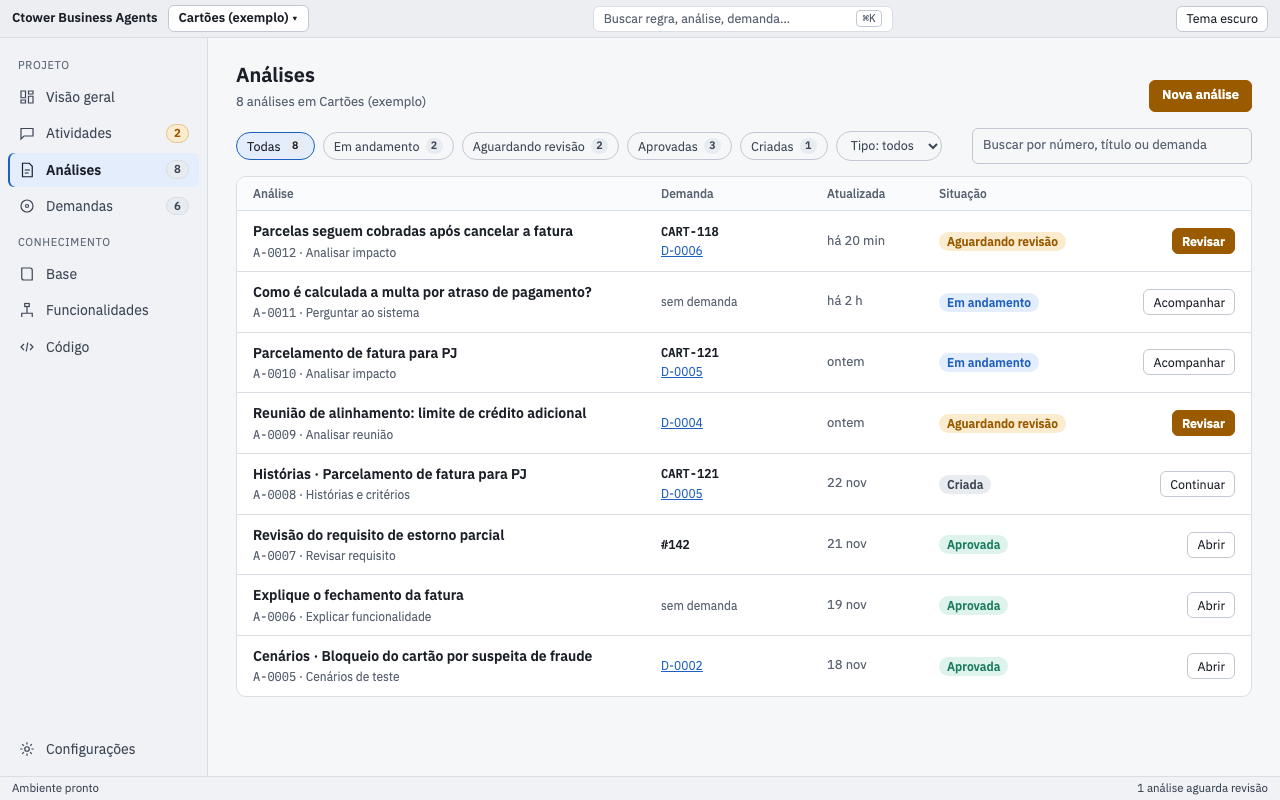 Ctower Business Agents
Cartões (exemplo) ▾
Buscar regra, análise, demanda...
⌘K
Tema escuro
PROJETO
Visão geral
Atividades 2
Análises 8
Demandas 6
CONHECIMENTO
Base
Funcionalidades
Código
Configurações
Análises
8 análises em Cartões (exemplo)
Nova análise
Todas 8
Em andamento 2
Aguardando revisão 2
Aprovadas 3
Criadas 1
Tipo: todos
Buscar por número, título ou demanda
Análise Demanda Atualizada Situação
Parcelas seguem cobradas após cancelar a fatura
A-0012 · Analisar impacto
CART-118
D-0006
há 20 min
Aguardando revisão
Revisar
Como é calculada a multa por atraso de pagamento?
A-0011 · Perguntar ao sistema
sem demanda
há 2 h
Em andamento
Acompanhar
Parcelamento de fatura para PJ
A-0010 · Analisar impacto
CART-121
D-0005
ontem
Em andamento
Acompanhar
Reunião de alinhamento: limite de crédito adicional
A-0009 · Analisar reunião
D-0004
ontem
Aguardando revisão
Revisar
Histórias · Parcelamento de fatura para PJ
A-0008 · Histórias e critérios
CART-121
D-0005
22 nov
Criada
Continuar
Revisão do requisito de estorno parcial
A-0007 · Revisar requisito
#142
21 nov
Aprovada
Abrir
Explique o fechamento da fatura
A-0006 · Explicar funcionalidade
sem demanda
19 nov
Aprovada
Abrir
Cenários · Bloqueio do cartão por suspeita de fraude
A-0005 · Cenários de teste
D-0002
18 nov
Aprovada
Abrir
Ambiente pronto
1 análise aguarda revisão